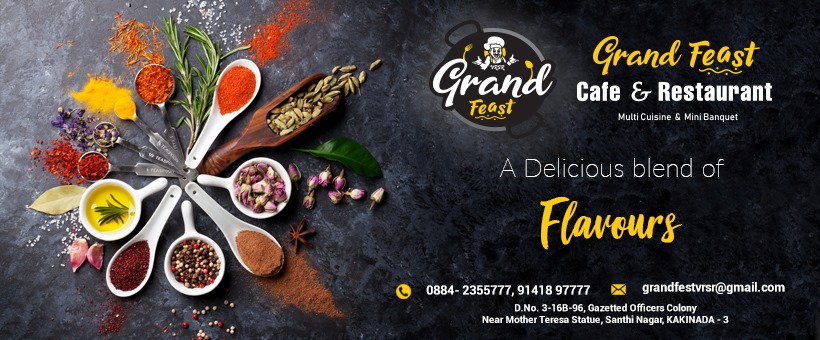 VRSR
Grand
Feast
Grand Feast
Cafe & Restaurant
Multi Cuisine & Mini Banquet
A Delicious blend of
Flavours
0884- 2355777, 91418 97777
grandfestvrsr@gmail.com
D.No. 3-16B-96, Gazetted Officers Colony
Near Mother Teresa Statue, Santhi Nagar, KAKINADA - 3